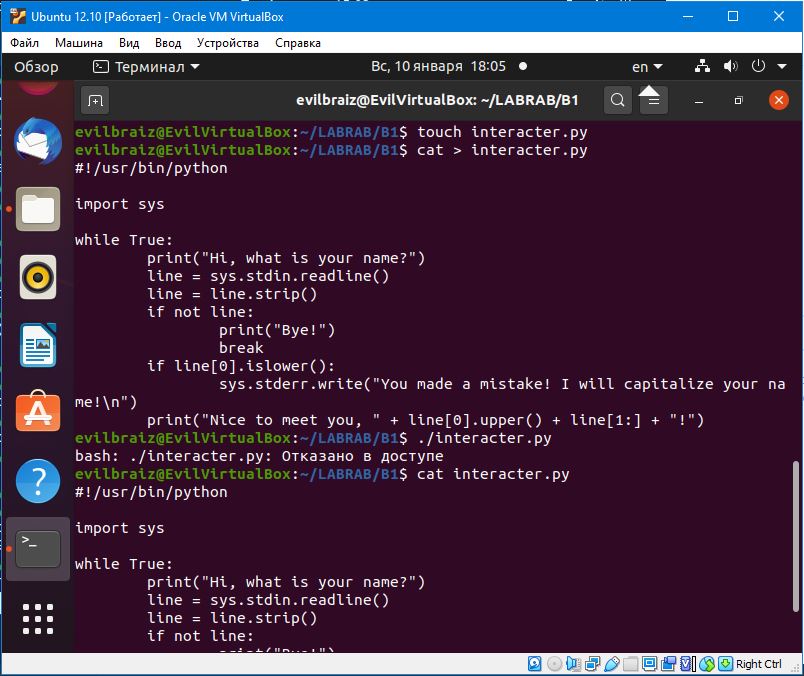 Ubuntu 12.10 [Работает] - Oracle VM VirtualBox
Файл Машина Вид Ввод Устройства Справка
Обзор Терминал Вс, 10 января 18:05 en
evilbraiz@EvilVirtualBox: ~/LABRAB/B1
evilbraiz@EvilVirtualBox:~/LABRAB/B1$ touch interacter.py
evilbraiz@EvilVirtualBox:~/LABRAB/B1$ cat > interacter.py
#!/usr/bin/python
import sys
while True:
print("Hi, what is your name?")
line = sys.stdin.readline()
line = line.strip()
if not line:
print("Bye!")
break
if line[0].islower():
sys.stderr.write("You made a mistake! I will capitalize your na
me!\n")
print("Nice to meet you, " + line[0].upper() + line[1:] + "!")
evilbraiz@EvilVirtualBox:~/LABRAB/B1$ ./interacter.py
bash: ./interacter.py: Отказано в доступе
evilbraiz@EvilVirtualBox:~/LABRAB/B1$ cat interacter.py
#!/usr/bin/python
import sys
while True:
print("Hi, what is your name?")
line = sys.stdin.readline()
line = line.strip()
if not line:
print("Bye!")
Right Ctrl